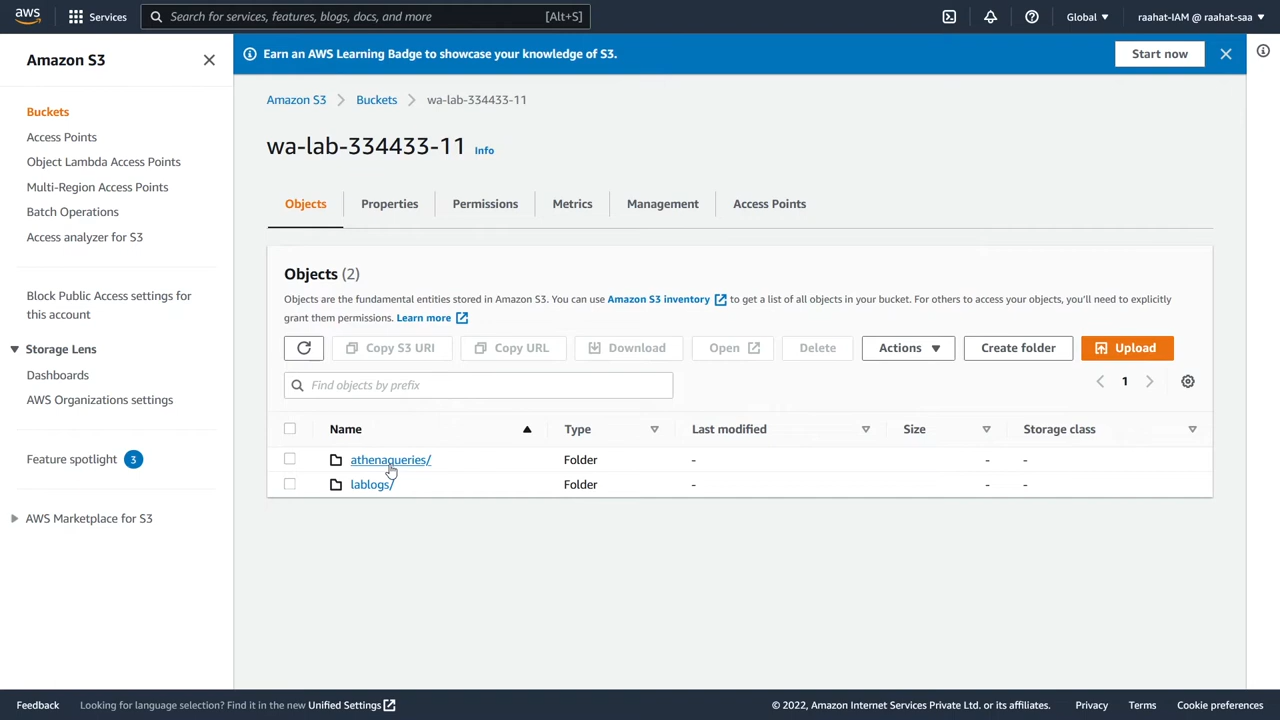 aws Services Search for services, features, blogs, docs, and more [Alt+S] Global ▼ raahat-IAM @ raahat-saa ▼
Amazon S3
Buckets
Access Points
Object Lambda Access Points
Multi-Region Access Points
Batch Operations
Access analyzer for S3
Block Public Access settings for
this account
Storage Lens
Dashboards
AWS Organizations settings
Feature spotlight 3
AWS Marketplace for S3
Earn an AWS Learning Badge to showcase your knowledge of S3. Start now
Amazon S3 > Buckets > wa-lab-334433-11
wa-lab-334433-11 Info
Objects Properties Permissions Metrics Management Access Points
Objects (2)
Objects are the fundamental entities stored in Amazon S3. You can use Amazon S3 inventory to get a list of all objects in your bucket. For others to access your objects, you'll need to explicitly
grant them permissions. Learn more
Copy S3 URI Copy URL Download Open Delete Actions ▼ Create folder Upload
Find objects by prefix < 1 >
Name Type Last modified Size Storage class
athenaqueries/ Folder - - -
lablogs/ Folder - - -
Feedback Looking for language selection? Find it in the new Unified Settings © 2022, Amazon Internet Services Private Ltd. or its affiliates. Privacy Terms Cookie preferences